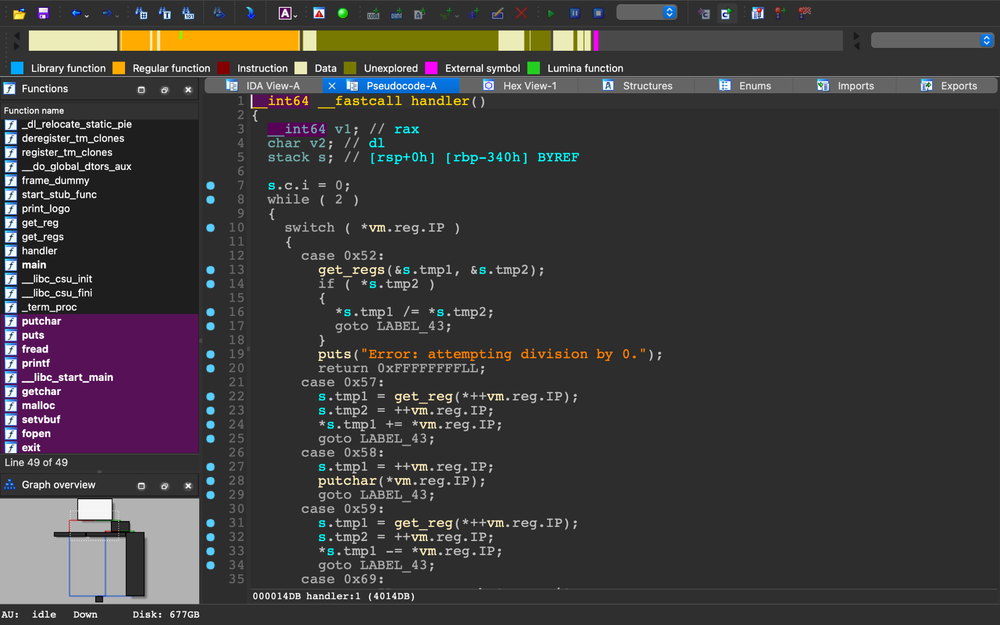 Library function Regular function Instruction Data Unexplored External symbol Lumina function
Functions
Function name
_dl_relocate_static_pie
deregister_tm_clones
register_tm_clones
__do_global_dtors_aux
frame_dummy
start_stub_func
print_logo
get_reg
get_regs
handler
main
__libc_csu_init
__libc_csu_fini
_term_proc
putchar
puts
fread
printf
__libc_start_main
getchar
malloc
setvbuf
fopen
exit
Line 49 of 49
Graph overview
IDA View-A Pseudocode-A Hex View-1 Structures Enums Imports Exports
1 __int64 __fastcall handler()
2 {
3 __int64 v1; // rax
4 char v2; // dl
5 stack s; // [rsp+0h] [rbp-340h] BYREF
6
7 s.c.i = 0;
8 while ( 2 )
9 {
10 switch ( *vm.reg.IP )
11 {
12 case 0x52:
13 get_regs(&s.tmp1, &s.tmp2);
14 if ( *s.tmp2 )
15 {
16 *s.tmp1 /= *s.tmp2;
17 goto LABEL_43;
18 }
19 puts("Error: attempting division by 0.");
20 return 0xFFFFFFFFLL;
21 case 0x57:
22 s.tmp1 = get_reg(*++vm.reg.IP);
23 s.tmp2 = ++vm.reg.IP;
24 *s.tmp1 += *vm.reg.IP;
25 goto LABEL_43;
26 case 0x58:
27 s.tmp1 = ++vm.reg.IP;
28 putchar(*vm.reg.IP);
29 goto LABEL_43;
30 case 0x59:
31 s.tmp1 = get_reg(*++vm.reg.IP);
32 s.tmp2 = ++vm.reg.IP;
33 *s.tmp1 -= *vm.reg.IP;
34 goto LABEL_43;
35 case 0x69:
000014DB handler:1 (4014DB)
AU: idle Down Disk: 677GB